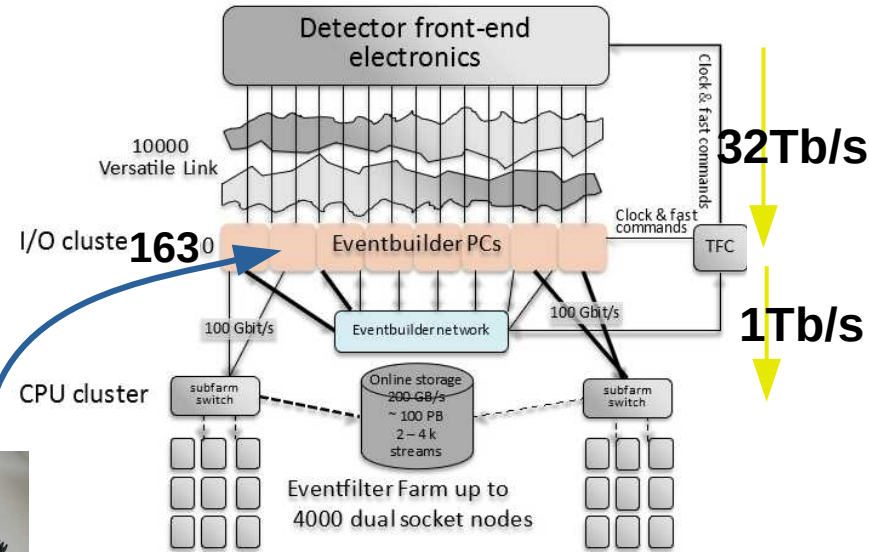 Detector front-end
electronics
Clock & fast commands
32Tb/s
10000
Versatile Link
Clock & fast
commands
I/O cluste
1630
Eventbuilder PCs
TFC
100 Gbit/s
100 Gbit/s
Eventbuilder network
1Tb/s
CPU cluster
subfarm
switch
Online storage
200 GB/s
~ 100 PB
2 – 4 k
streams
subfarm
switch
Eventfilter Farm up to
4000 dual socket nodes